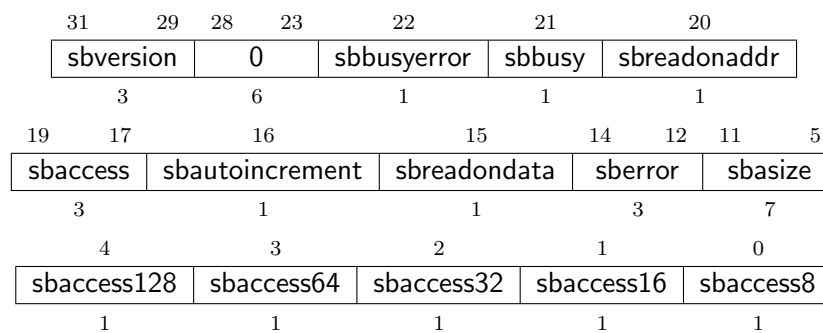 31 29 28 23 22 21 20
sbversion 0 sbbusyerror sbbusy sbreadonaddr
3 6 1 1 1
19 17 16 15 14 12 11 5
sbaccess sbautoincrement sbreadondata sberror sbasize
3 1 1 3 7
4 3 2 1 0
sbaccess128 sbaccess64 sbaccess32 sbaccess16 sbaccess8
1 1 1 1 1